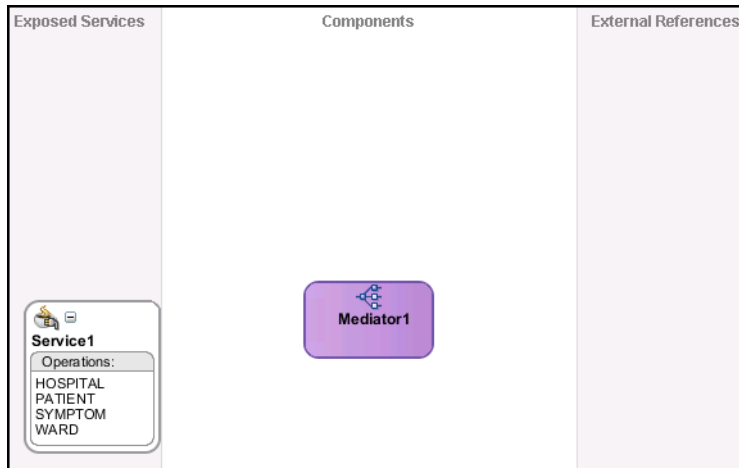 Exposed Services
Components
External References
Mediator1
Service1
Operations:
HOSPITAL
PATIENT
SYMPTOM
WARD